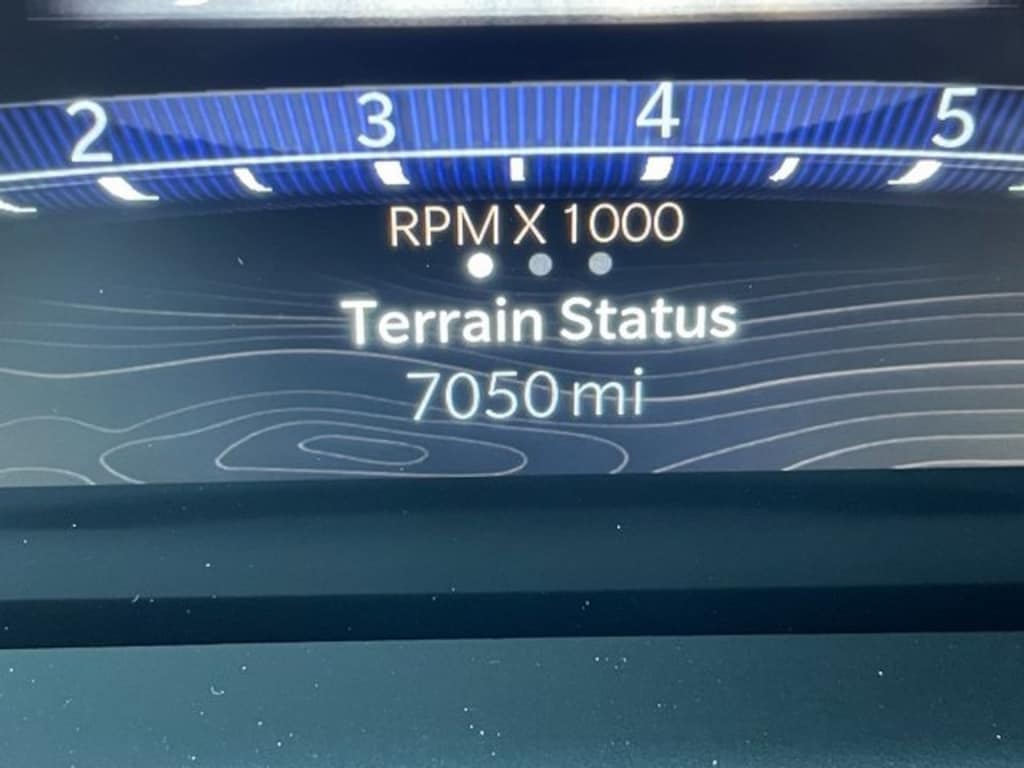 2 3 4 5
RPM X 1000
Terrain Status
7050 mi